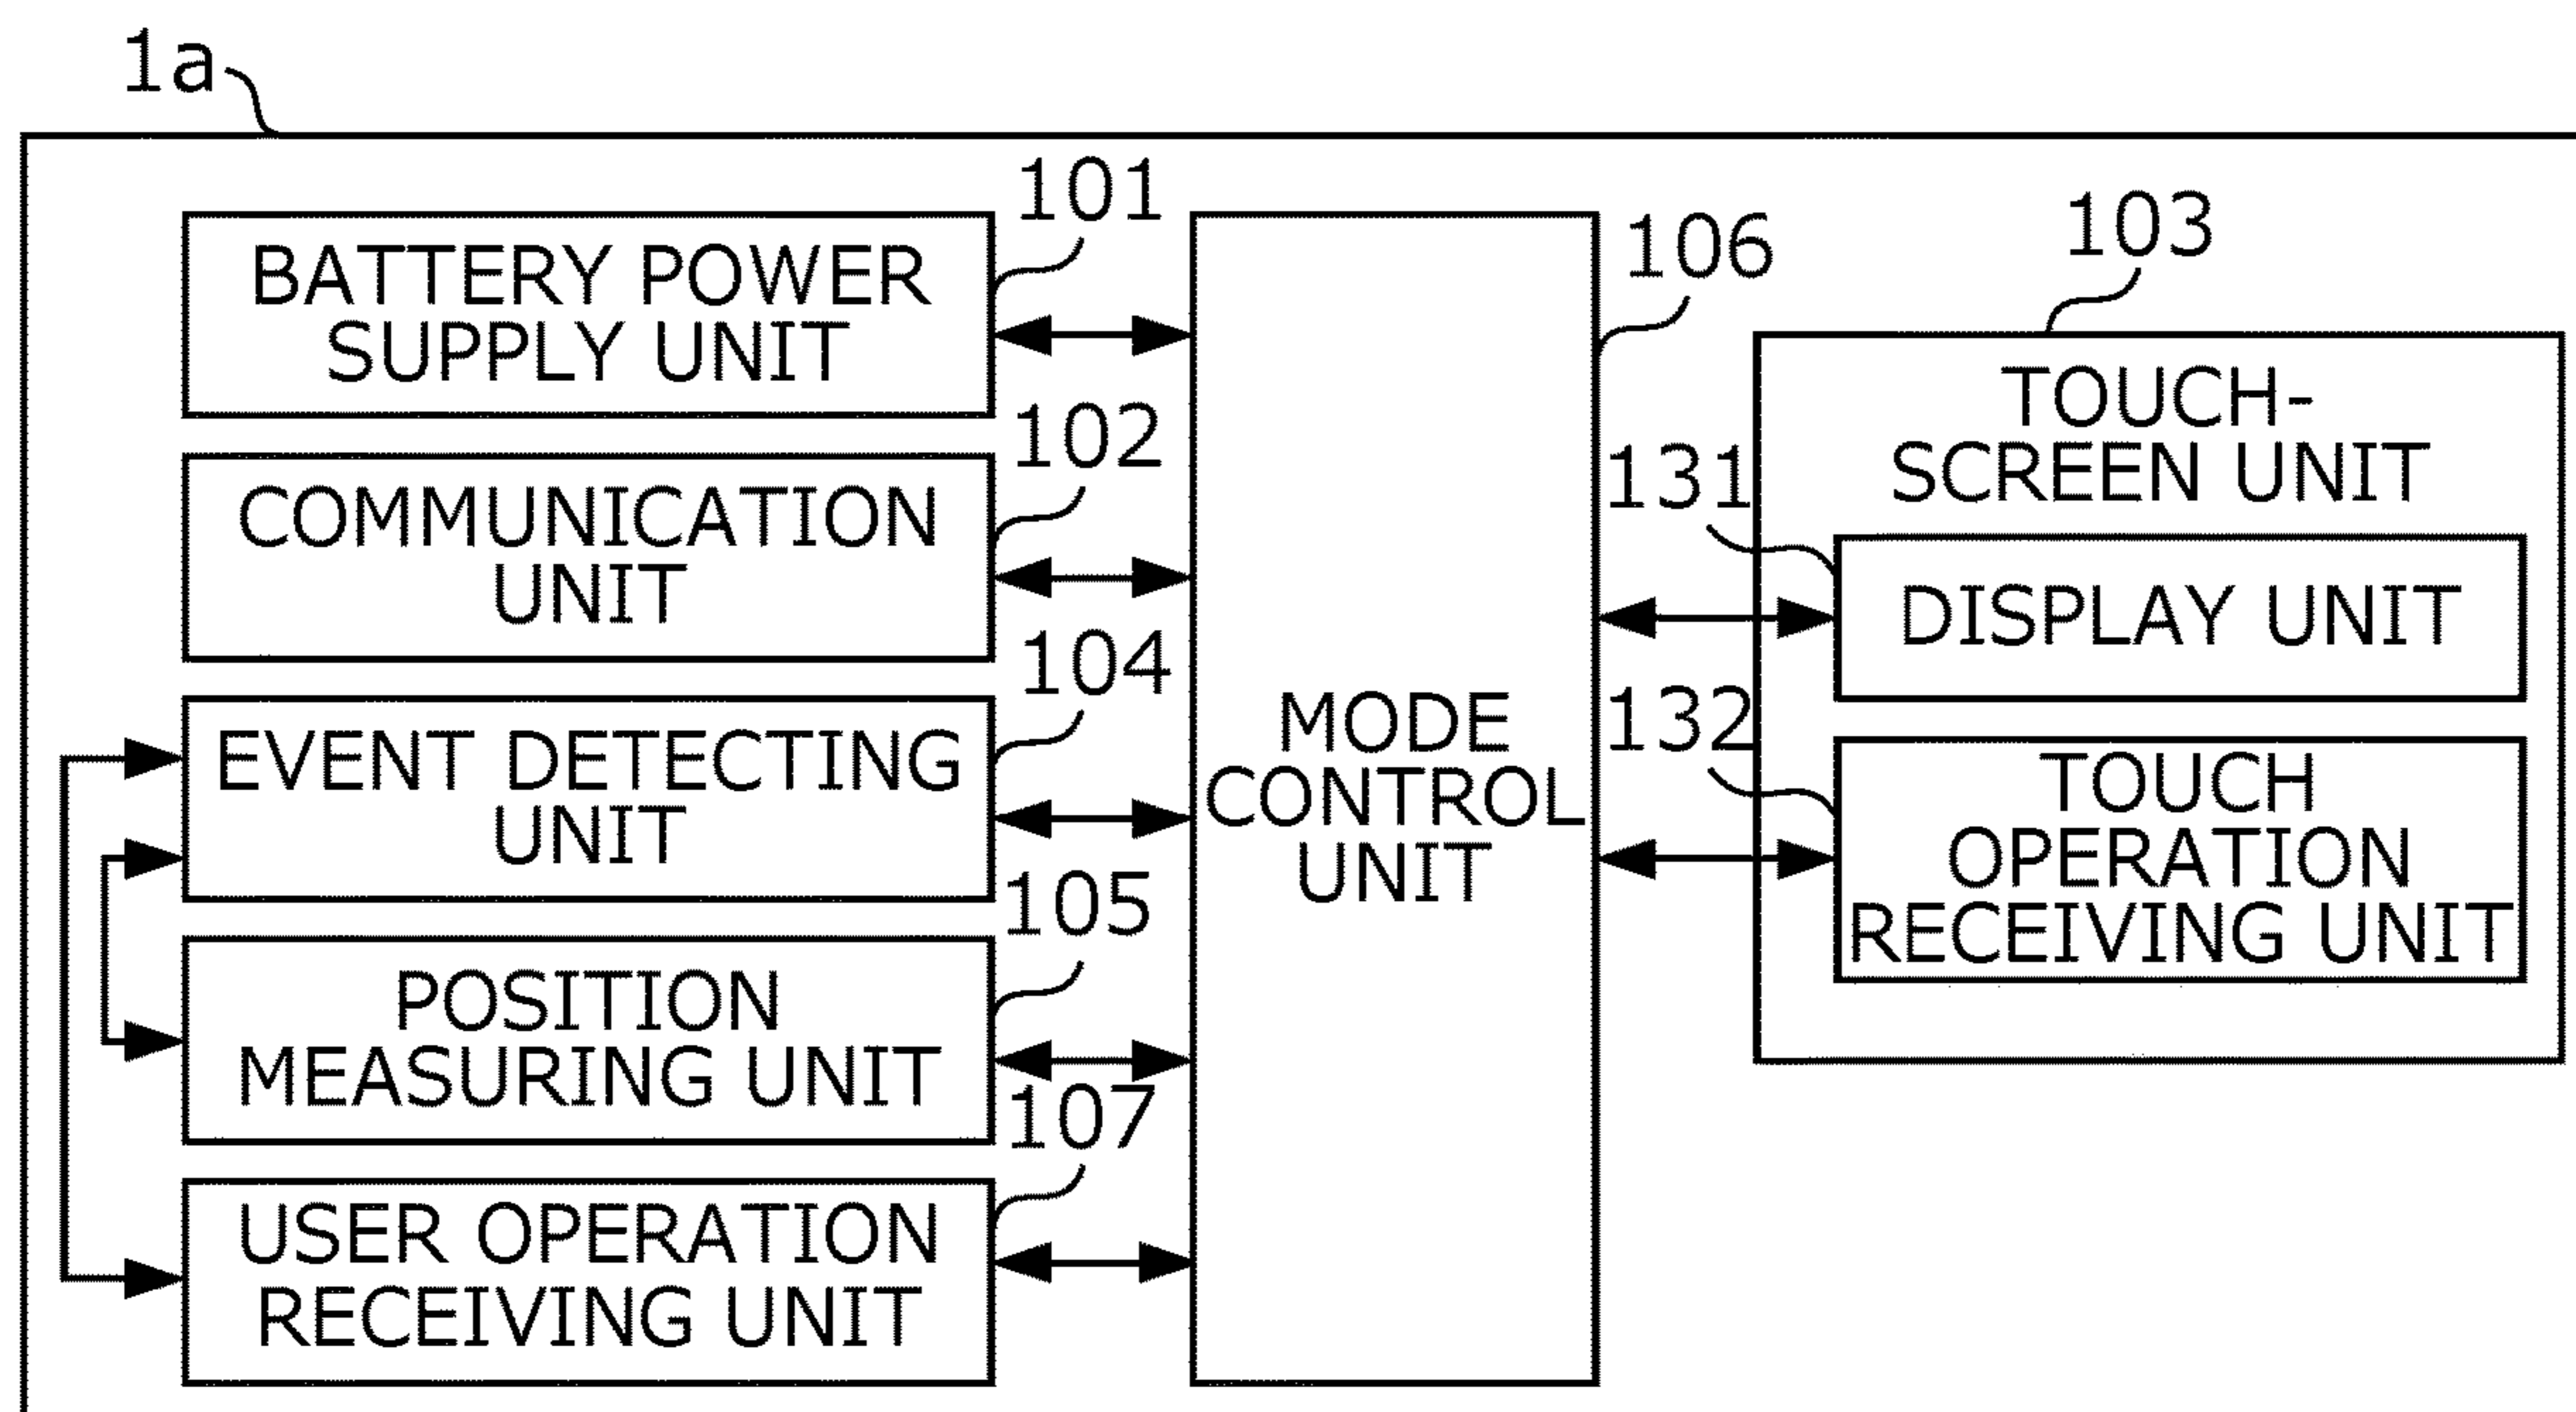 1a
101
BATTERY POWER
SUPPLY UNIT
102
COMMUNICATION
UNIT
104
EVENT DETECTING
UNIT
105
POSITION
MEASURING UNIT
107
USER OPERATION
RECEIVING UNIT
106
MODE
CONTROL
UNIT
103
TOUCH-
SCREEN UNIT
131
DISPLAY UNIT
132
TOUCH
OPERATION
RECEIVING UNIT